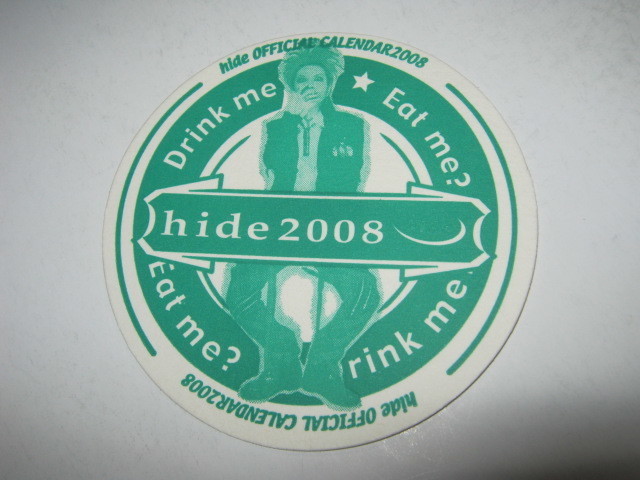 hide OFFICIAL CALENDAR2008
Drink me
Eat me?
hide2008
Eat me?
rink me
hide OFFICIAL CALENDAR2008